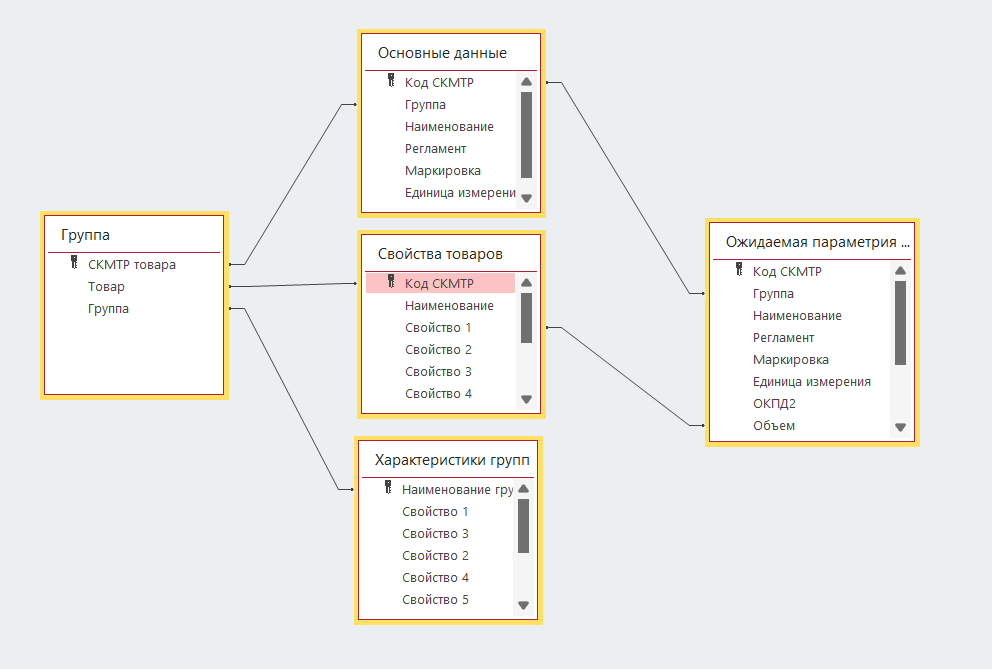 Основные данные
Код СКМТР
Группа
Наименование
Регламент
Маркировка
Единица измерени
Группа
СКМТР товара
Товар
Группа
Свойства товаров
Код СКМТР
Наименование
Свойство 1
Свойство 2
Свойство 3
Свойство 4
Ожидаемая параметрия ...
Код СКМТР
Группа
Наименование
Регламент
Маркировка
Единица измерения
ОКПД2
Объем
Характеристики групп
Наименование гру
Свойство 1
Свойство 3
Свойство 2
Свойство 4
Свойство 5